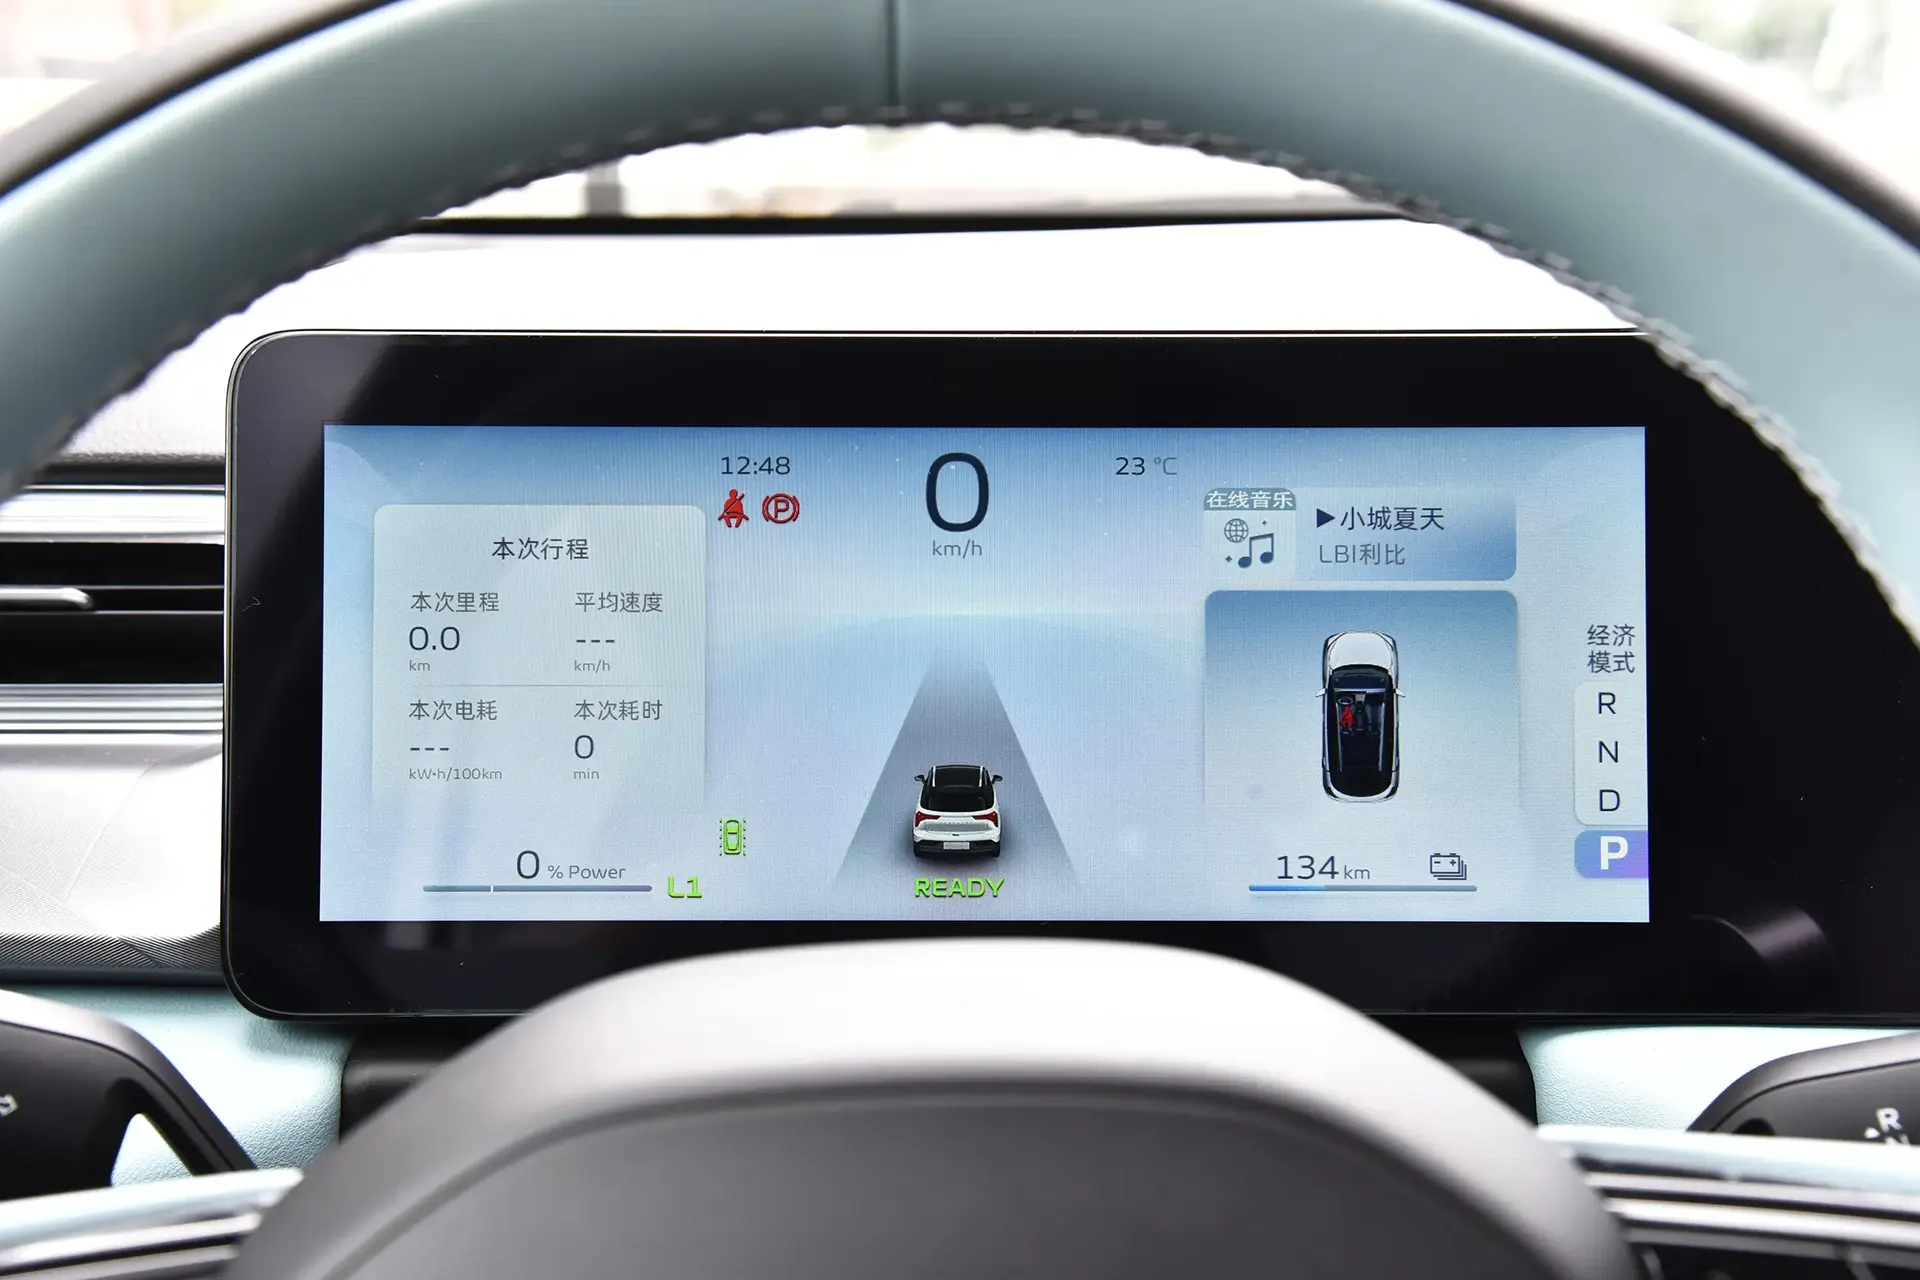 12:48
0
km/h
23 ℃
本次行程
本次里程
平均速度
0.0
---
km
km/h
本次电耗
本次耗时
---
0
kW•h/100km
min
0 % Power
L1
READY
在线音乐
▶小城夏天
LBI利比
134 km
经济
模式
R
N
D
P
R
N